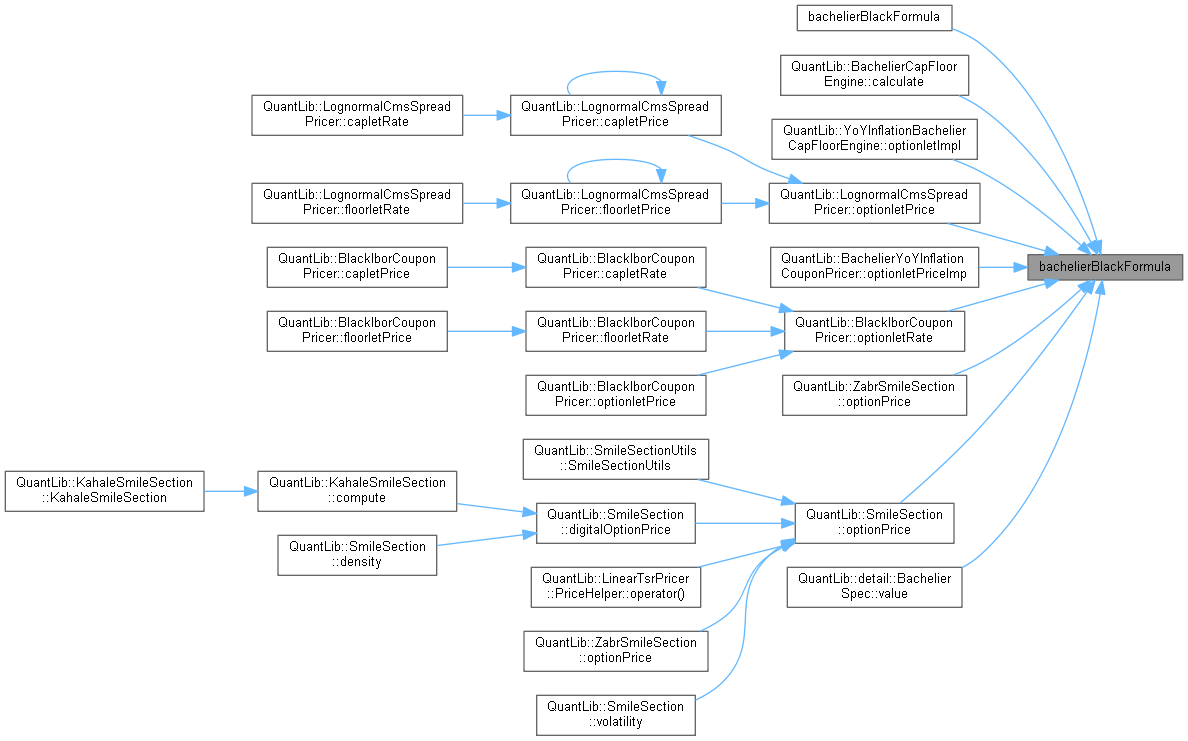 bachelierBlackFormula
QuantLib::BachelierCapFloor
Engine::calculate
QuantLib::LognormalCmsSpread
Pricer::capletRate
QuantLib::LognormalCmsSpread
Pricer::capletPrice
QuantLib::YoYInflationBachelier
CapFloorEngine::optionletImpl
QuantLib::LognormalCmsSpread
Pricer::floorletRate
QuantLib::LognormalCmsSpread
Pricer::floorletPrice
QuantLib::LognormalCmsSpread
Pricer::optionletPrice
QuantLib::BlackIborCoupon
Pricer::capletPrice
QuantLib::BlackIborCoupon
Pricer::capletRate
QuantLib::BachelierYoYInflation
CouponPricer::optionletPriceImp
bachelierBlackFormula
QuantLib::BlackIborCoupon
Pricer::floorletPrice
QuantLib::BlackIborCoupon
Pricer::floorletRate
QuantLib::BlackIborCoupon
Pricer::optionletRate
QuantLib::BlackIborCoupon
Pricer::optionletPrice
QuantLib::ZabrSmileSection
::optionPrice
QuantLib::SmileSectionUtils
::SmileSectionUtils
QuantLib::KahaleSmileSection
::KahaleSmileSection
QuantLib::KahaleSmileSection
::compute
QuantLib::SmileSection
::digitalOptionPrice
QuantLib::SmileSection
::optionPrice
QuantLib::SmileSection
::density
QuantLib::LinearTsrPricer
::PriceHelper::operator()
QuantLib::detail::Bachelier
Spec::value
QuantLib::ZabrSmileSection
::optionPrice
QuantLib::SmileSection
::volatility